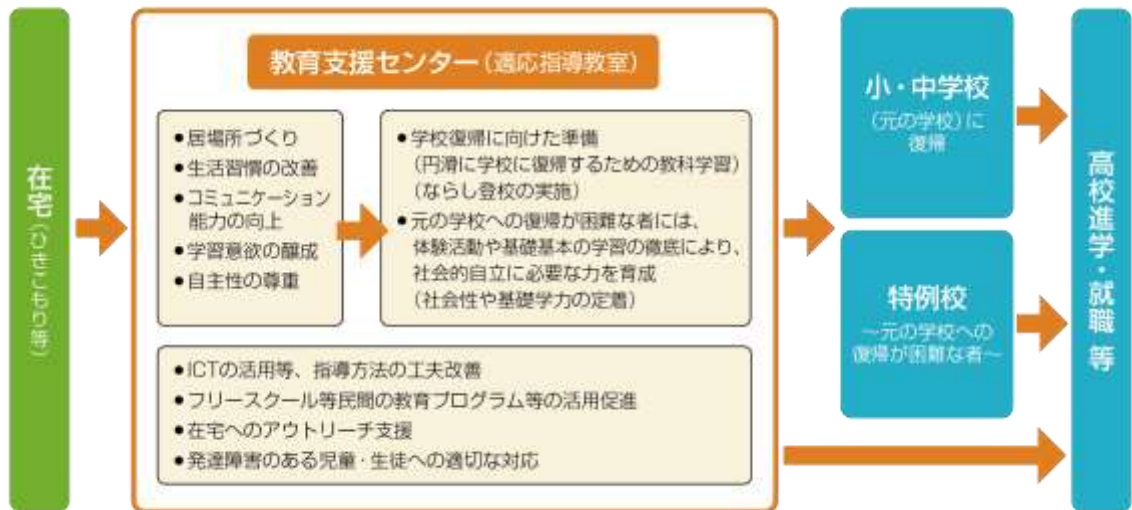 在宅(ひきこもり等)
教育支援センター(適応指導教室)
●居場所づくり
●生活習慣の改善
●コミュニケーション
能力の向上
●学習意欲の醸成
●自主性の尊重
●学校復帰に向けた準備
(円滑に学校に復帰するための教科学習)
(ならし登校の実施)
●元の学校への復帰が困難な者には、
体験活動や基礎基本の学習の徹底により、
社会的自立に必要な力を育成
(社会性や基礎学力の定着)
●ICTの活用等、指導方法の工夫改善
●フリースクール等民間の教育プログラム等の活用促進
●在宅へのアウトリーチ支援
●発達障害のある児童・生徒への適切な対応
小・中学校
(元の学校)に
復帰
特例校
～元の学校への
復帰が困難な者～
高校進学・就職 等